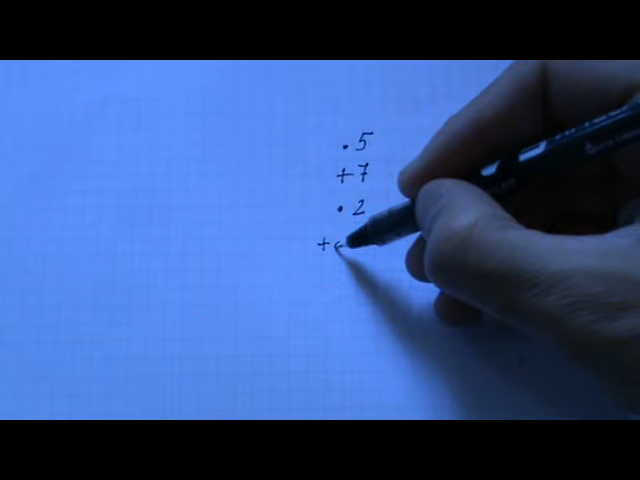 · 5
+ 7
· 2
+